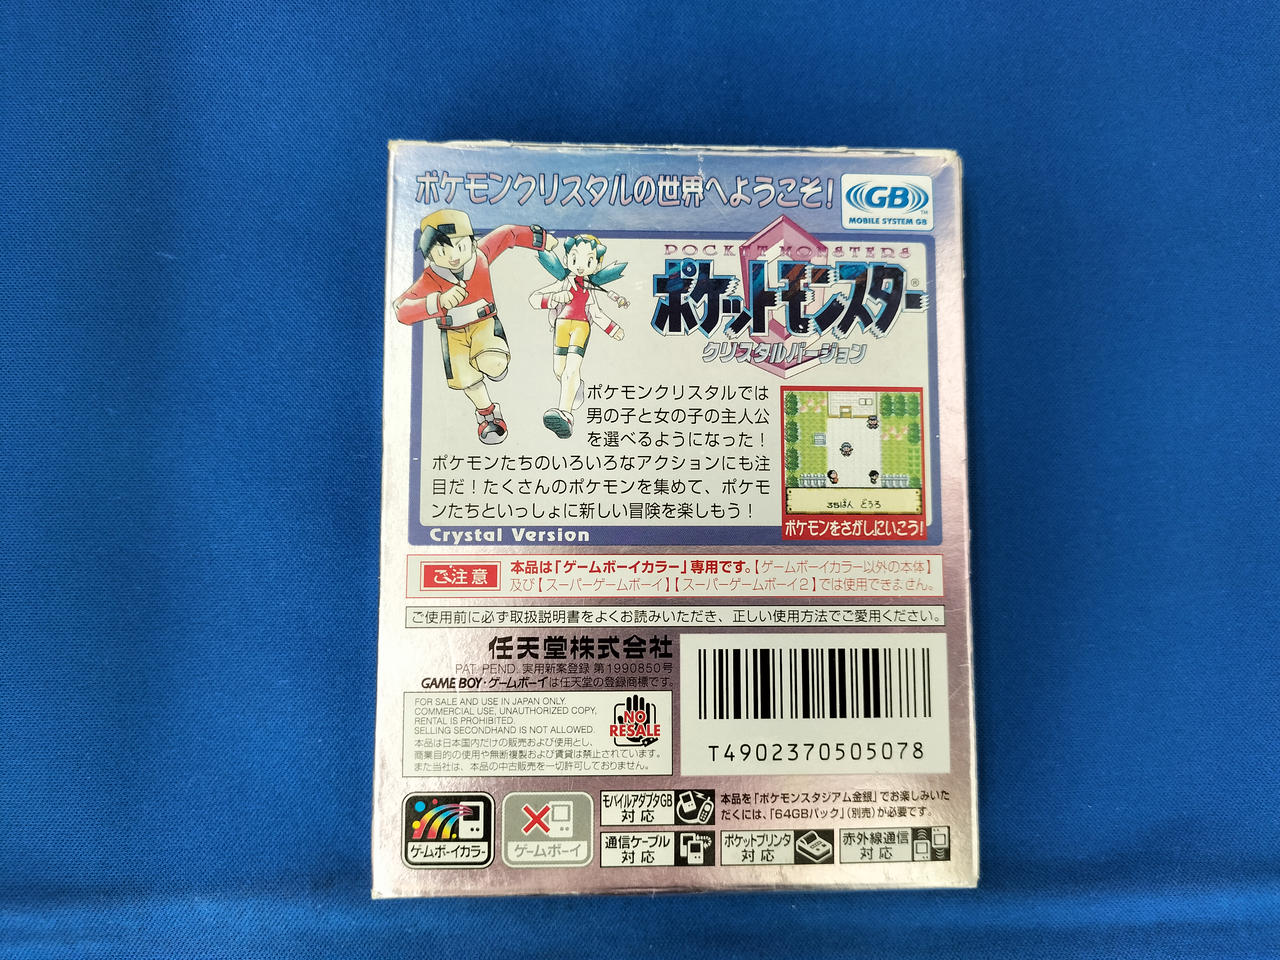 ポケモンクリスタルの世界へようこそ!
GB
TM
MOBILE SYSTEM GB
POCKET MONSTERS
ポケットモンスター®
クリスタルバージョン
ポケモンクリスタルでは
男の子と女の子の主人公
を選べるようになった!
ポケモンたちのいろいろなアクションにも注
目だ!たくさんのポケモンを集めて、ポケモ
ンたちといっしょに新しい冒険を楽しもう!
35ばん どうろ
ポケモンをさがしにいこう!
Crystal Version
ご注意
本品は「ゲームボーイカラー」専用です。【ゲームボーイカラー以外の本体】
及び【スーパーゲームボーイ】【スーパーゲームボーイ2】では使用できません。
ご使用前に必ず取扱説明書をよくお読みいただき、正しい使用方法でご愛用ください。
任天堂株式会社
PAT. PEND. 実用新案登録 第1990850号
GAME BOY・ゲームボーイは任天堂の登録商標です。
FOR SALE AND USE IN JAPAN ONLY.
COMMERCIAL USE, UNAUTHORIZED COPY,
RENTAL IS PROHIBITED.
SELLING SECONDHAND IS NOT ALLOWED.
本品は日本国内だけの販売および使用とし、
商業目的の使用や無断複製および賃貸は禁止されています。
また当社は、本品の中古販売を一切許可しておりません。
NO
RESALE
T4902370505078
ゲームボーイカラー
ゲームボーイ
モバイルアダプタGB
対応
通信ケーブル
対応
本品を「ポケモンスタジアム金銀」でお楽しみいた
だくには、「64GBパック」(別売)が必要です。
ポケットプリンタ
対応
赤外線通信
対応